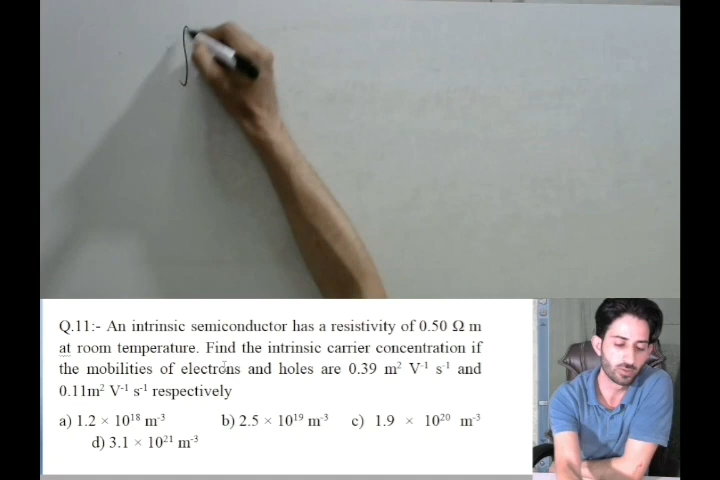 Q.11:- An intrinsic semiconductor has a resistivity of 0.50 Ω m
at room temperature. Find the intrinsic carrier concentration if
the mobilities of electrons and holes are 0.39 m² V⁻¹ s⁻¹ and
0.11m² V⁻¹ s⁻¹ respectively
a) 1.2 × 10¹⁸ m⁻³ b) 2.5 × 10¹⁹ m⁻³ c) 1.9 × 10²⁰ m⁻³
d) 3.1 × 10²¹ m⁻³